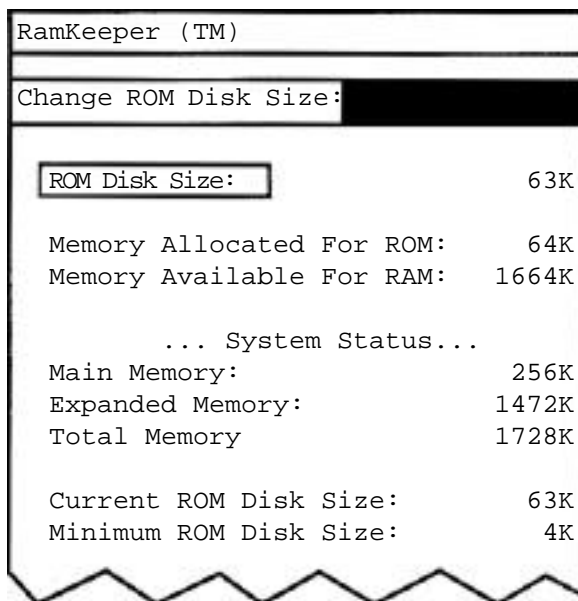 RamKeeper (TM)
Change ROM Disk Size:
ROM Disk Size: 63K
Memory Allocated For ROM: 64K
Memory Available For RAM: 1664K
... System Status...
Main Memory: 256K
Expanded Memory: 1472K
Total Memory 1728K
Current ROM Disk Size: 63K
Minimum ROM Disk Size: 4K